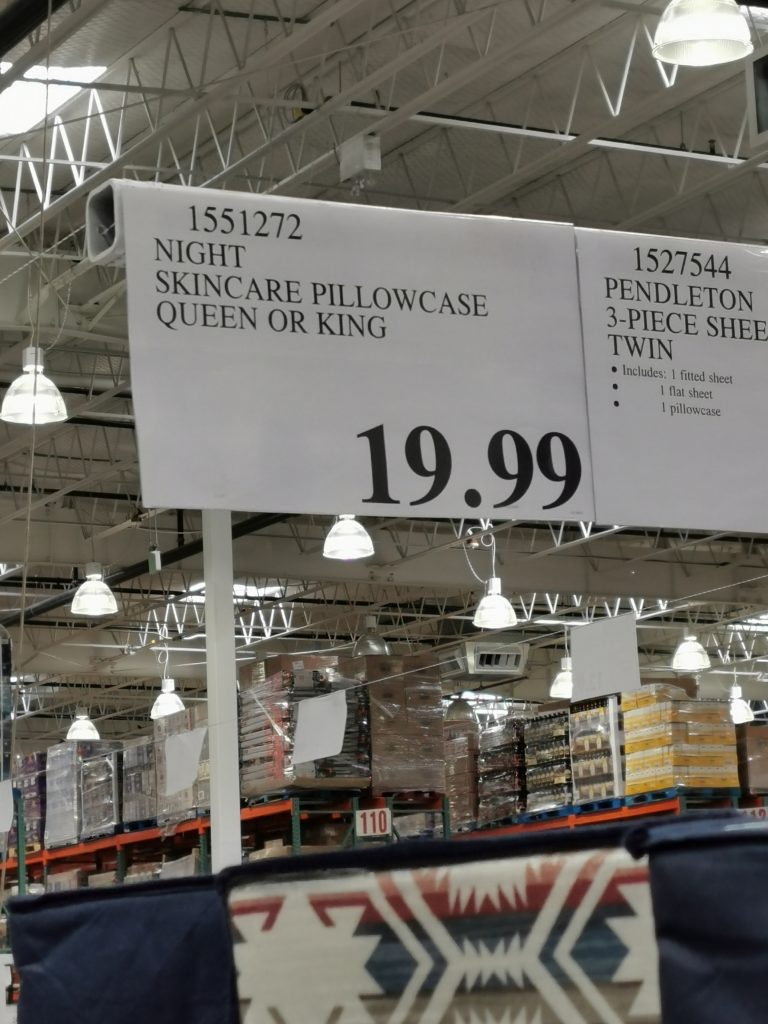 1551272
NIGHT
SKINCARE PILLOWCASE
QUEEN OR KING
19.99
1527544
PENDLETON
3-PIECE SHEE
TWIN
• Includes: 1 fitted sheet
• 1 flat sheet
• 1 pillowcase
110